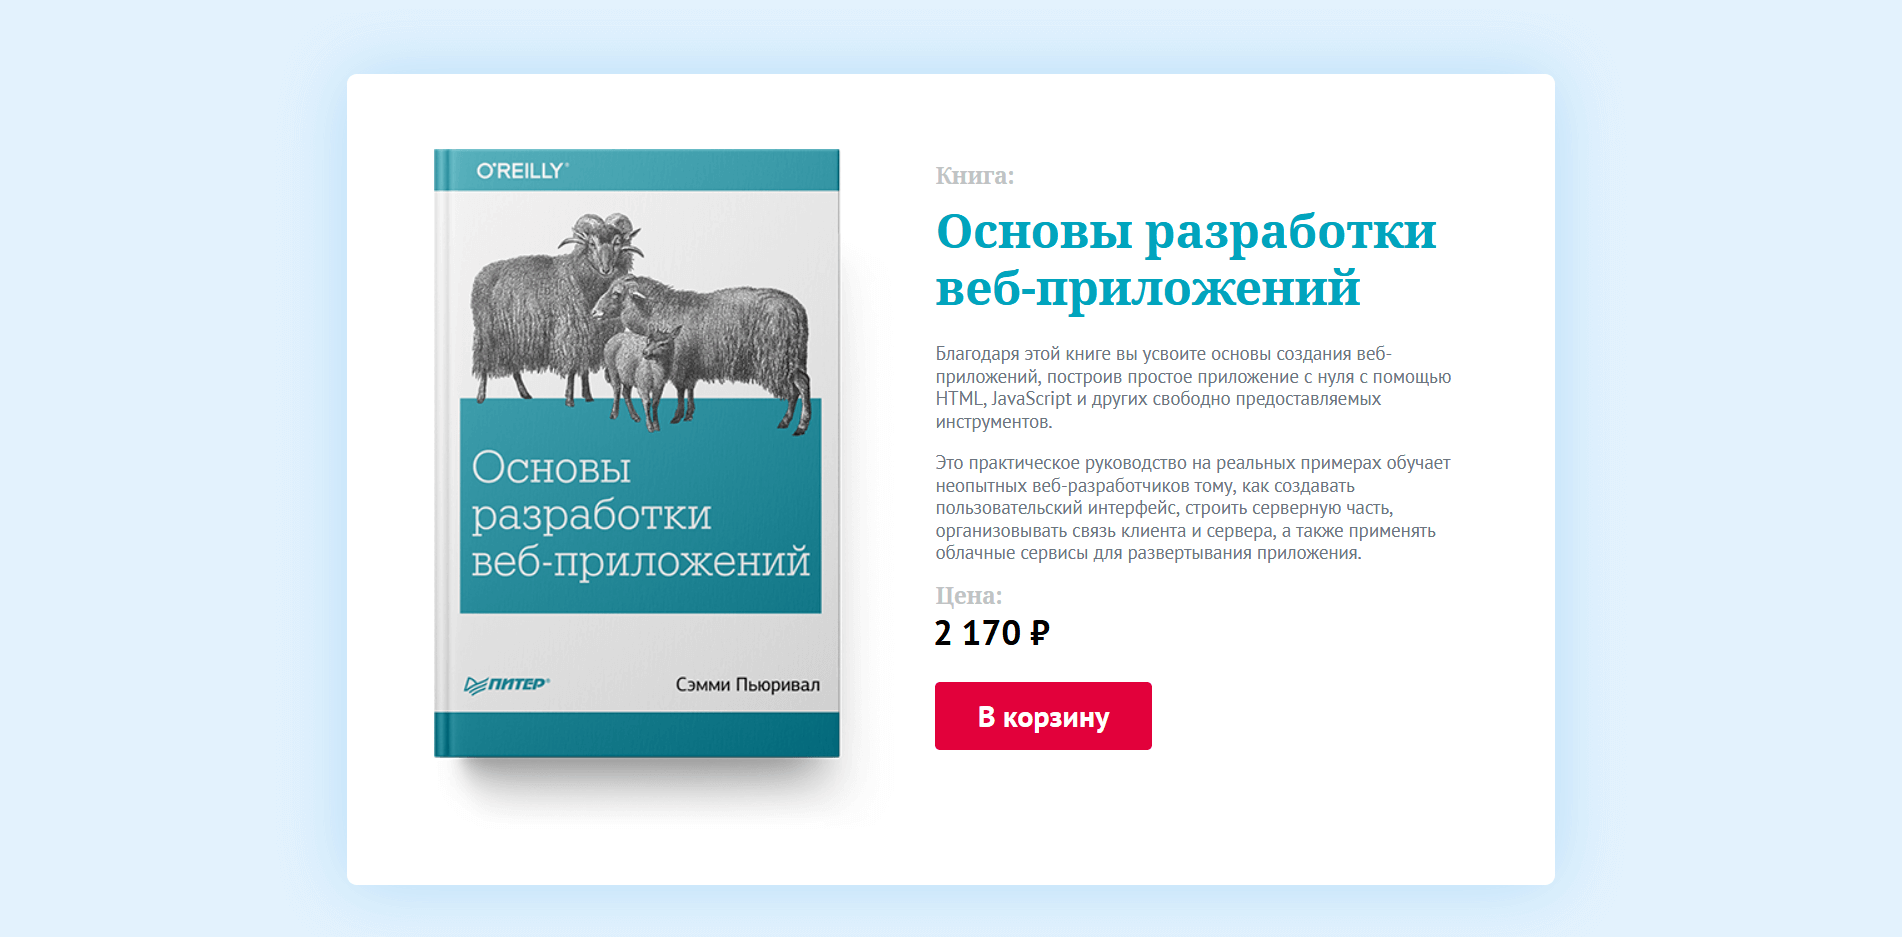 O'REILLY®
Основы
разработки
веб-приложений
ПИТЕР®
Сэмми Пьюривал
Книга:
Основы разработки
веб-приложений
Благодаря этой книге вы усвоите основы создания веб-
приложений, построив простое приложение с нуля с помощью
HTML, JavaScript и других свободно предоставляемых
инструментов.
Это практическое руководство на реальных примерах обучает
неопытных веб-разработчиков тому, как создавать
пользовательский интерфейс, строить серверную часть,
организовывать связь клиента и сервера, а также применять
облачные сервисы для развертывания приложения.
Цена:
2 170 ₽
В корзину